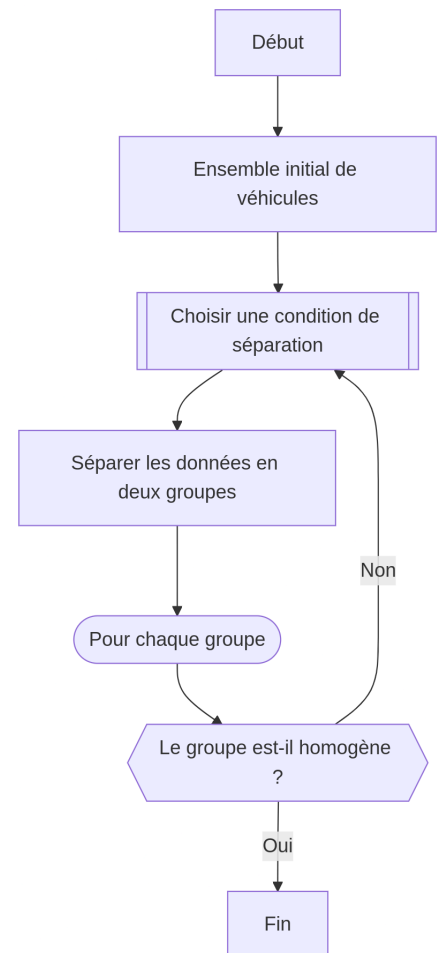 Début
Ensemble initial de
véhicules
Choisir une condition de
séparation
Séparer les données en
deux groupes
Non
Pour chaque groupe
Le groupe est-il homogène
?
Oui
Fin